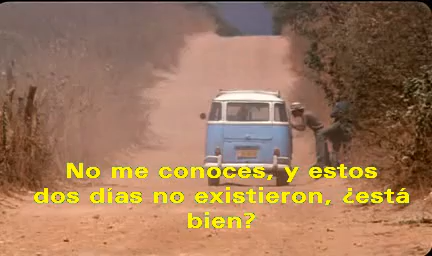 No me conoces, y estos
dos días no existieron, ¿está
bien?